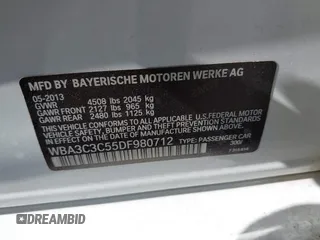 MFD BY BAYERISCHE MOTOREN WERKE AG
05-2013
GVWR 4508 lbs 2045 kg
GAWR FRONT 2127 lbs 965 kg
GAWR REAR 2480 lbs 1125 kg
THIS VEHICLE CONFORMS TO ALL APPLICABLE U.S. FEDERAL
MOTOR VEHICLE SAFETY, BUMPER, AND THEFT PREVENTION
STANDARDS IN EFFECT ON THE DATE OF MANUFACTURE SHOWN ABOVE.
WBA3C3C55DF980712 TYPE: PASSENGER CAR
DEALERSHIP.COM